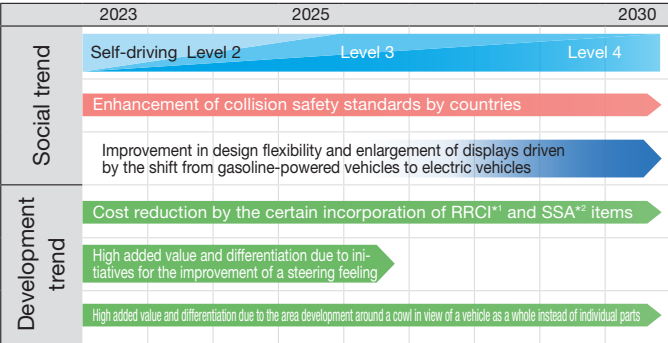 2023 2025 2030
Social trend
Self-driving Level 2 Level 3 Level 4
Enhancement of collision safety standards by countries
Improvement in design flexibility and enlargement of displays driven
by the shift from gasoline-powered vehicles to electric vehicles
Development
trend
Cost reduction by the certain incorporation of RRCI*1 and SSA*2 items
High added value and differentiation due to ini-
tiatives for the improvement of a steering feeling
High added value and differentiation due to the area development around a cowl in view of a vehicle as a whole instead of individual parts